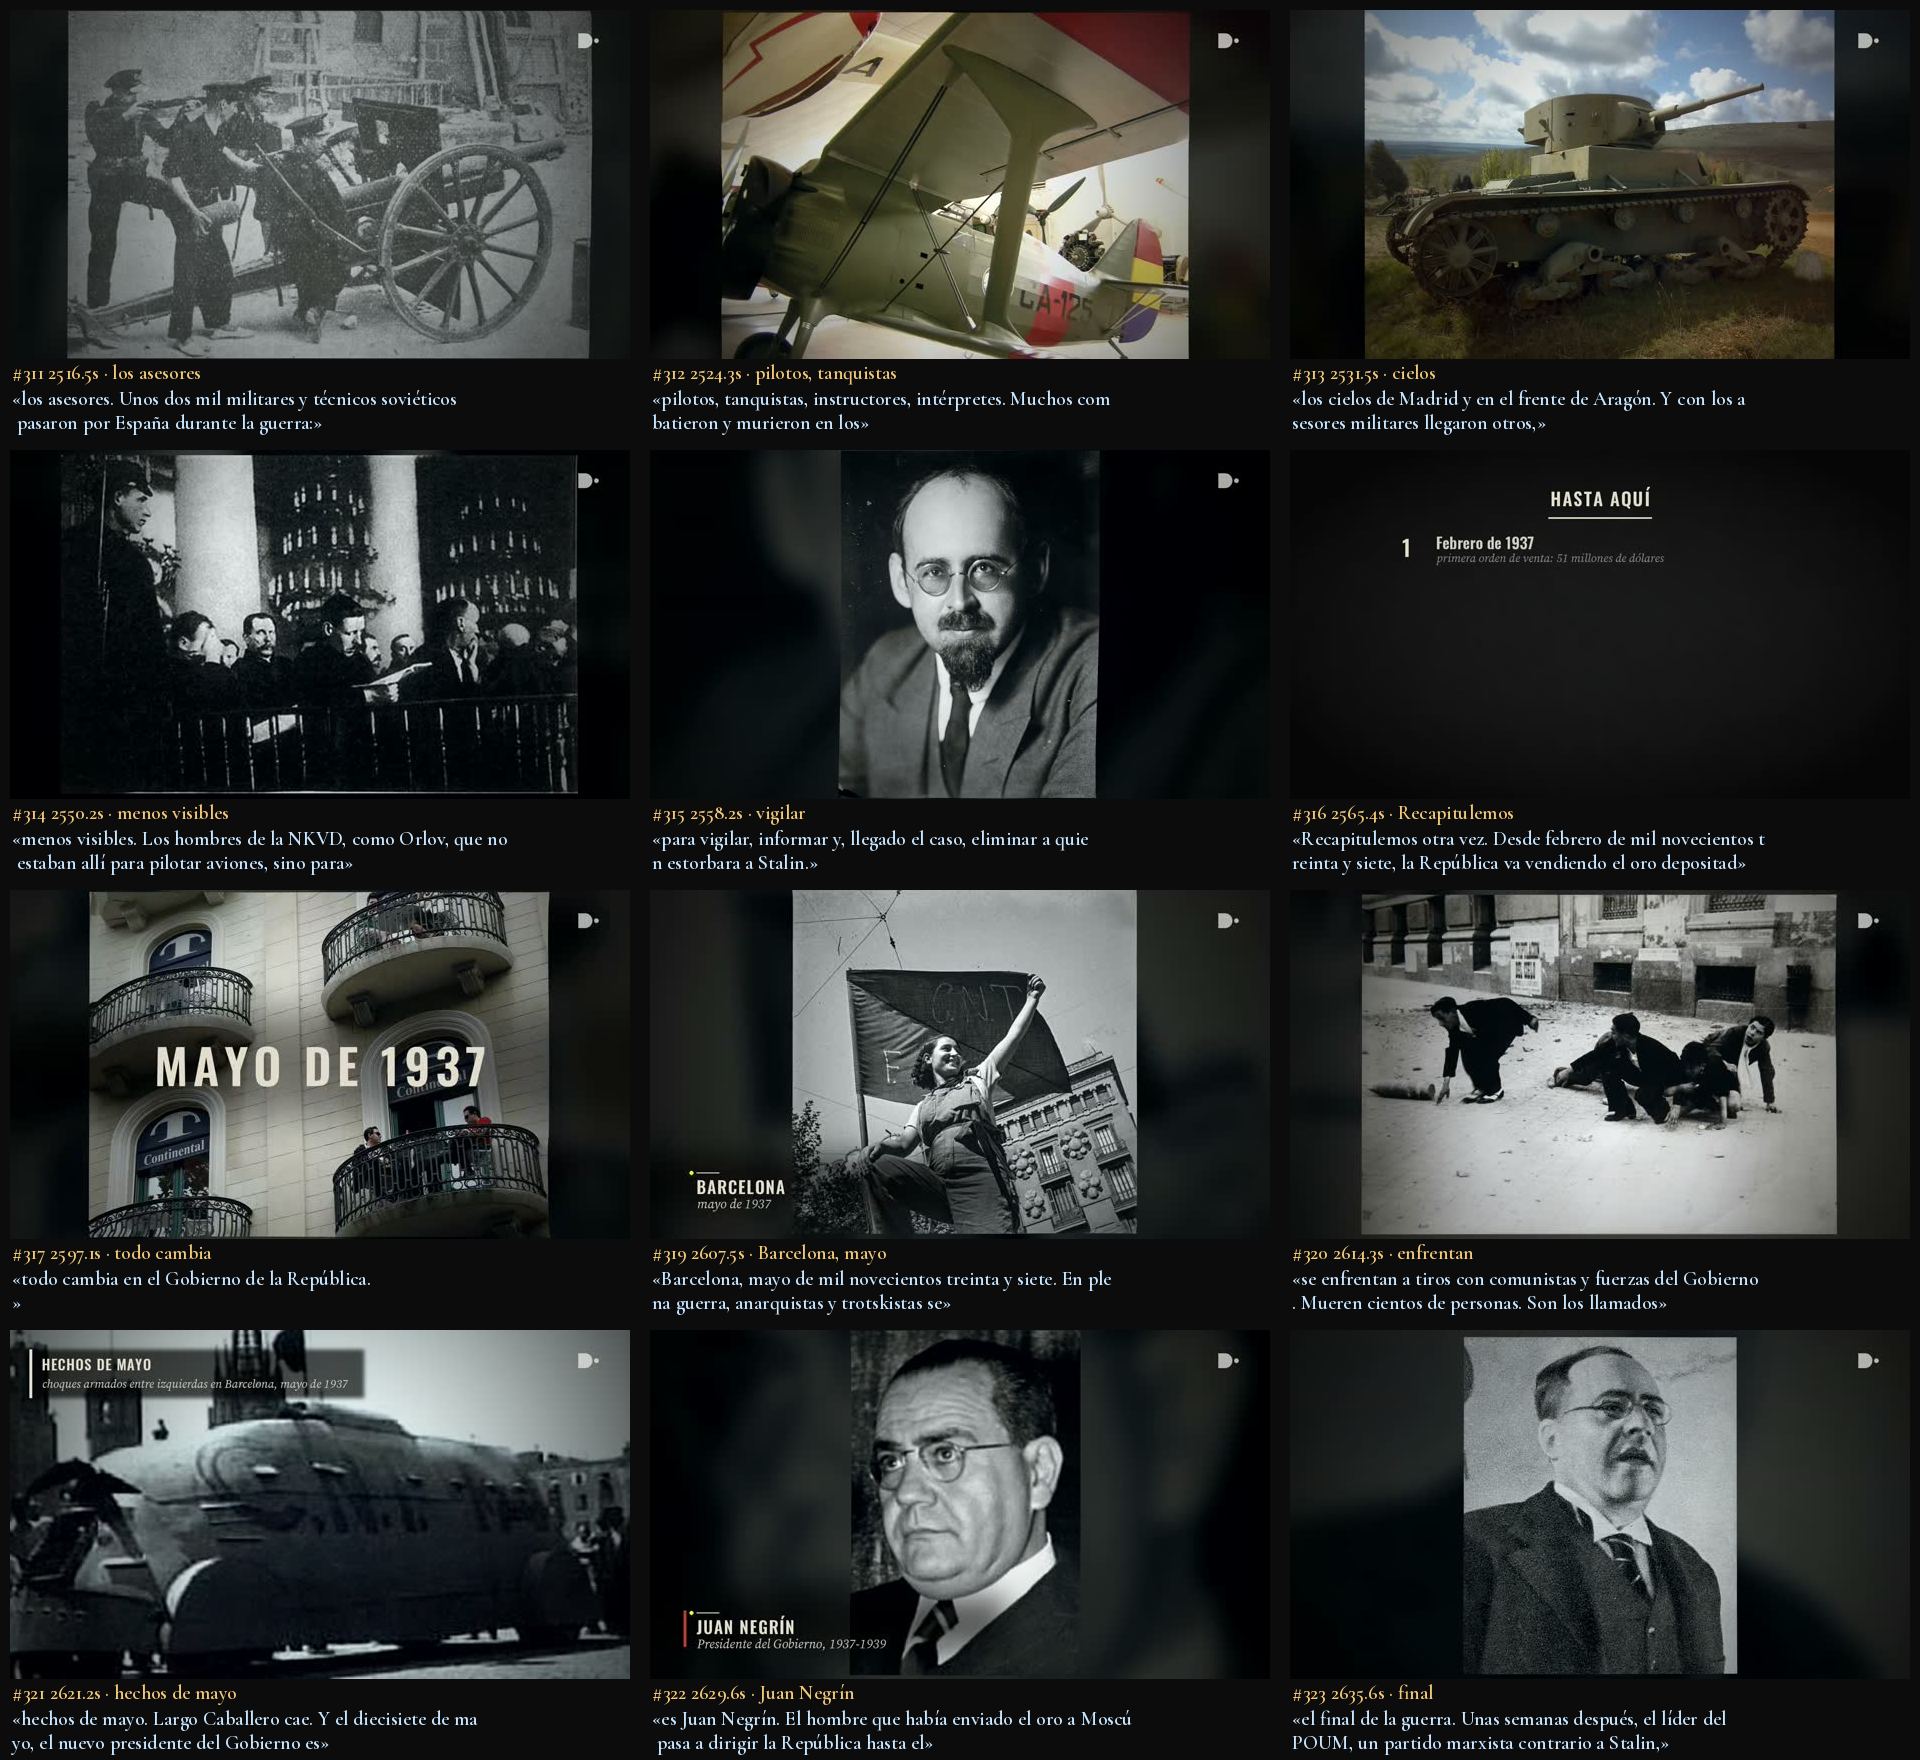 A
CA-125
#311 2516.5s · los asesores
«los asesores. Unos dos mil militares y técnicos soviéticos
pasaron por España durante la guerra:»
#312 2524.3s · pilotos, tanquistas
«pilotos, tanquistas, instructores, intérpretes. Muchos com
batieron y murieron en los»
#313 2531.5s · cielos
«los cielos de Madrid y en el frente de Aragón. Y con los a
sesores militares llegaron otros,»
HASTA AQUÍ
1 Febrero de 1937
primera orden de venta: 51 millones de dólares
#314 2550.2s · menos visibles
«menos visibles. Los hombres de la NKVD, como Orlov, que no
estaban allí para pilotar aviones, sino para»
#315 2558.2s · vigilar
«para vigilar, informar y, llegado el caso, eliminar a quie
n estorbara a Stalin.»
#316 2565.4s · Recapitulemos
«Recapitulemos otra vez. Desde febrero de mil novecientos t
reinta y siete, la República va vendiendo el oro depositad»
Continental
MAYO DE 1937
Continental
Continental
C.N.T
E
BARCELONA
mayo de 1937
#317 2597.1s · todo cambia
«todo cambia en el Gobierno de la República.
»
#319 2607.5s · Barcelona, mayo
«Barcelona, mayo de mil novecientos treinta y siete. En ple
na guerra, anarquistas y trotskistas se»
#320 2614.3s · enfrentan
«se enfrentan a tiros con comunistas y fuerzas del Gobierno
. Mueren cientos de personas. Son los llamados»
HECHOS DE MAYO
choques armados entre izquierdas en Barcelona, mayo de 1937
JUAN NEGRÍN
Presidente del Gobierno, 1937-1939
#321 2621.2s · hechos de mayo
«hechos de mayo. Largo Caballero cae. Y el diecisiete de ma
yo, el nuevo presidente del Gobierno es»
#322 2629.6s · Juan Negrín
«es Juan Negrín. El hombre que había enviado el oro a Moscú
pasa a dirigir la República hasta el»
#323 2635.6s · final
«el final de la guerra. Unas semanas después, el líder del
POUM, un partido marxista contrario a Stalin,»